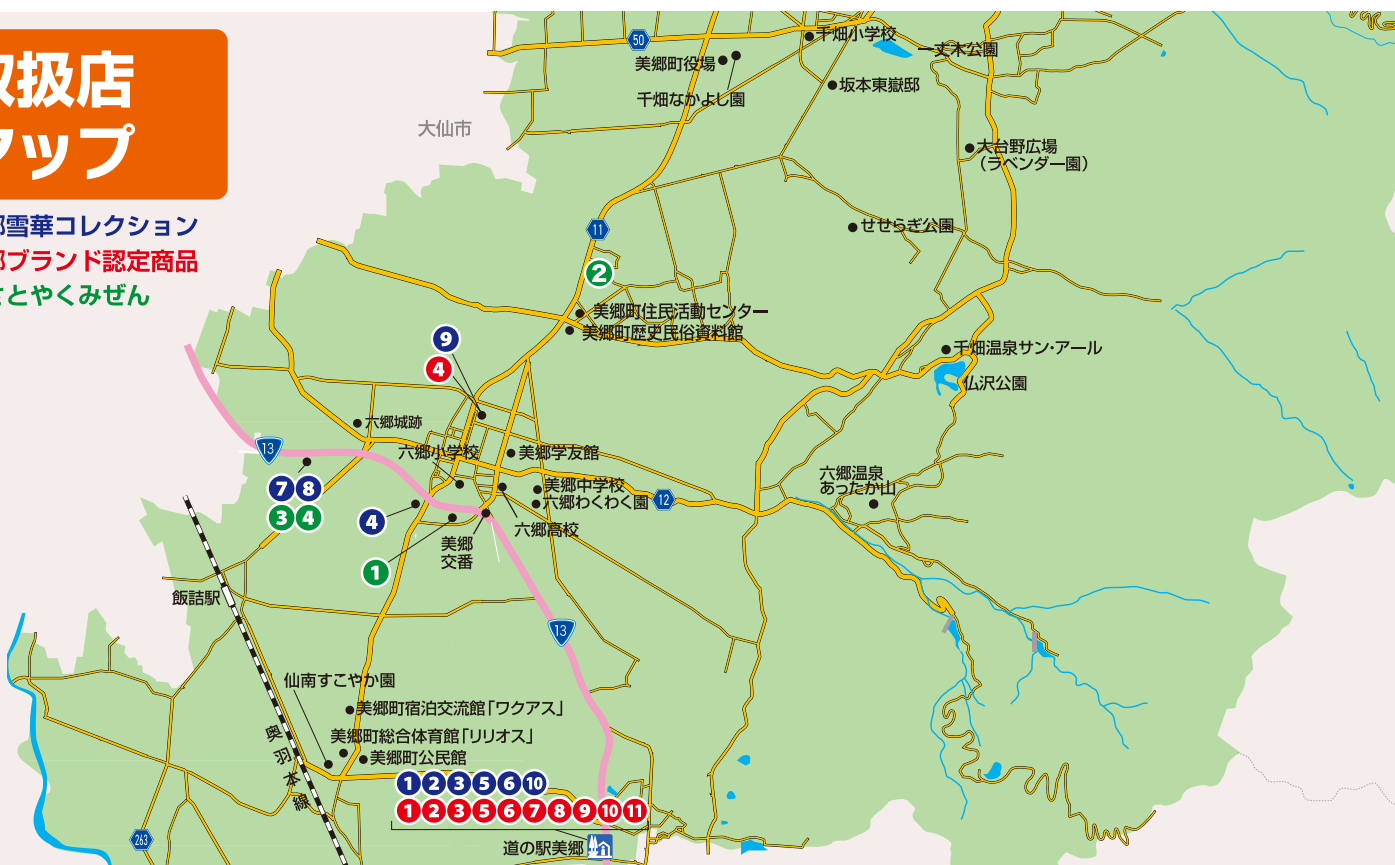 取扱店
マップ
郷雪華コレクション
郷ブランド認定商品
さとやくみぜん
50
千畑小学校
一丈木公園
美郷町役場
坂本東嶽邸
千畑なかよし園
大仙市
大台野広場
（ラベンダー園）
11
せせらぎ公園
2
美郷町住民活動センター
美郷町歴史民俗資料館
9
4
千畑温泉サン・アール
仏沢公園
六郷城跡
13
六郷小学校
美郷学友館
7 8
3 4
美郷中学校
六郷わくわく園
12
六郷温泉
あったか山
4
六郷高校
美郷
交番
1
飯詰駅
13
仙南すこやか園
美郷町宿泊交流館「ワクアス」
奥羽本線
美郷町総合体育館「リリオス」
美郷町公民館
1 2 3 5 6 10
1 2 3 5 6 7 8 9 10 11
263
道の駅美郷